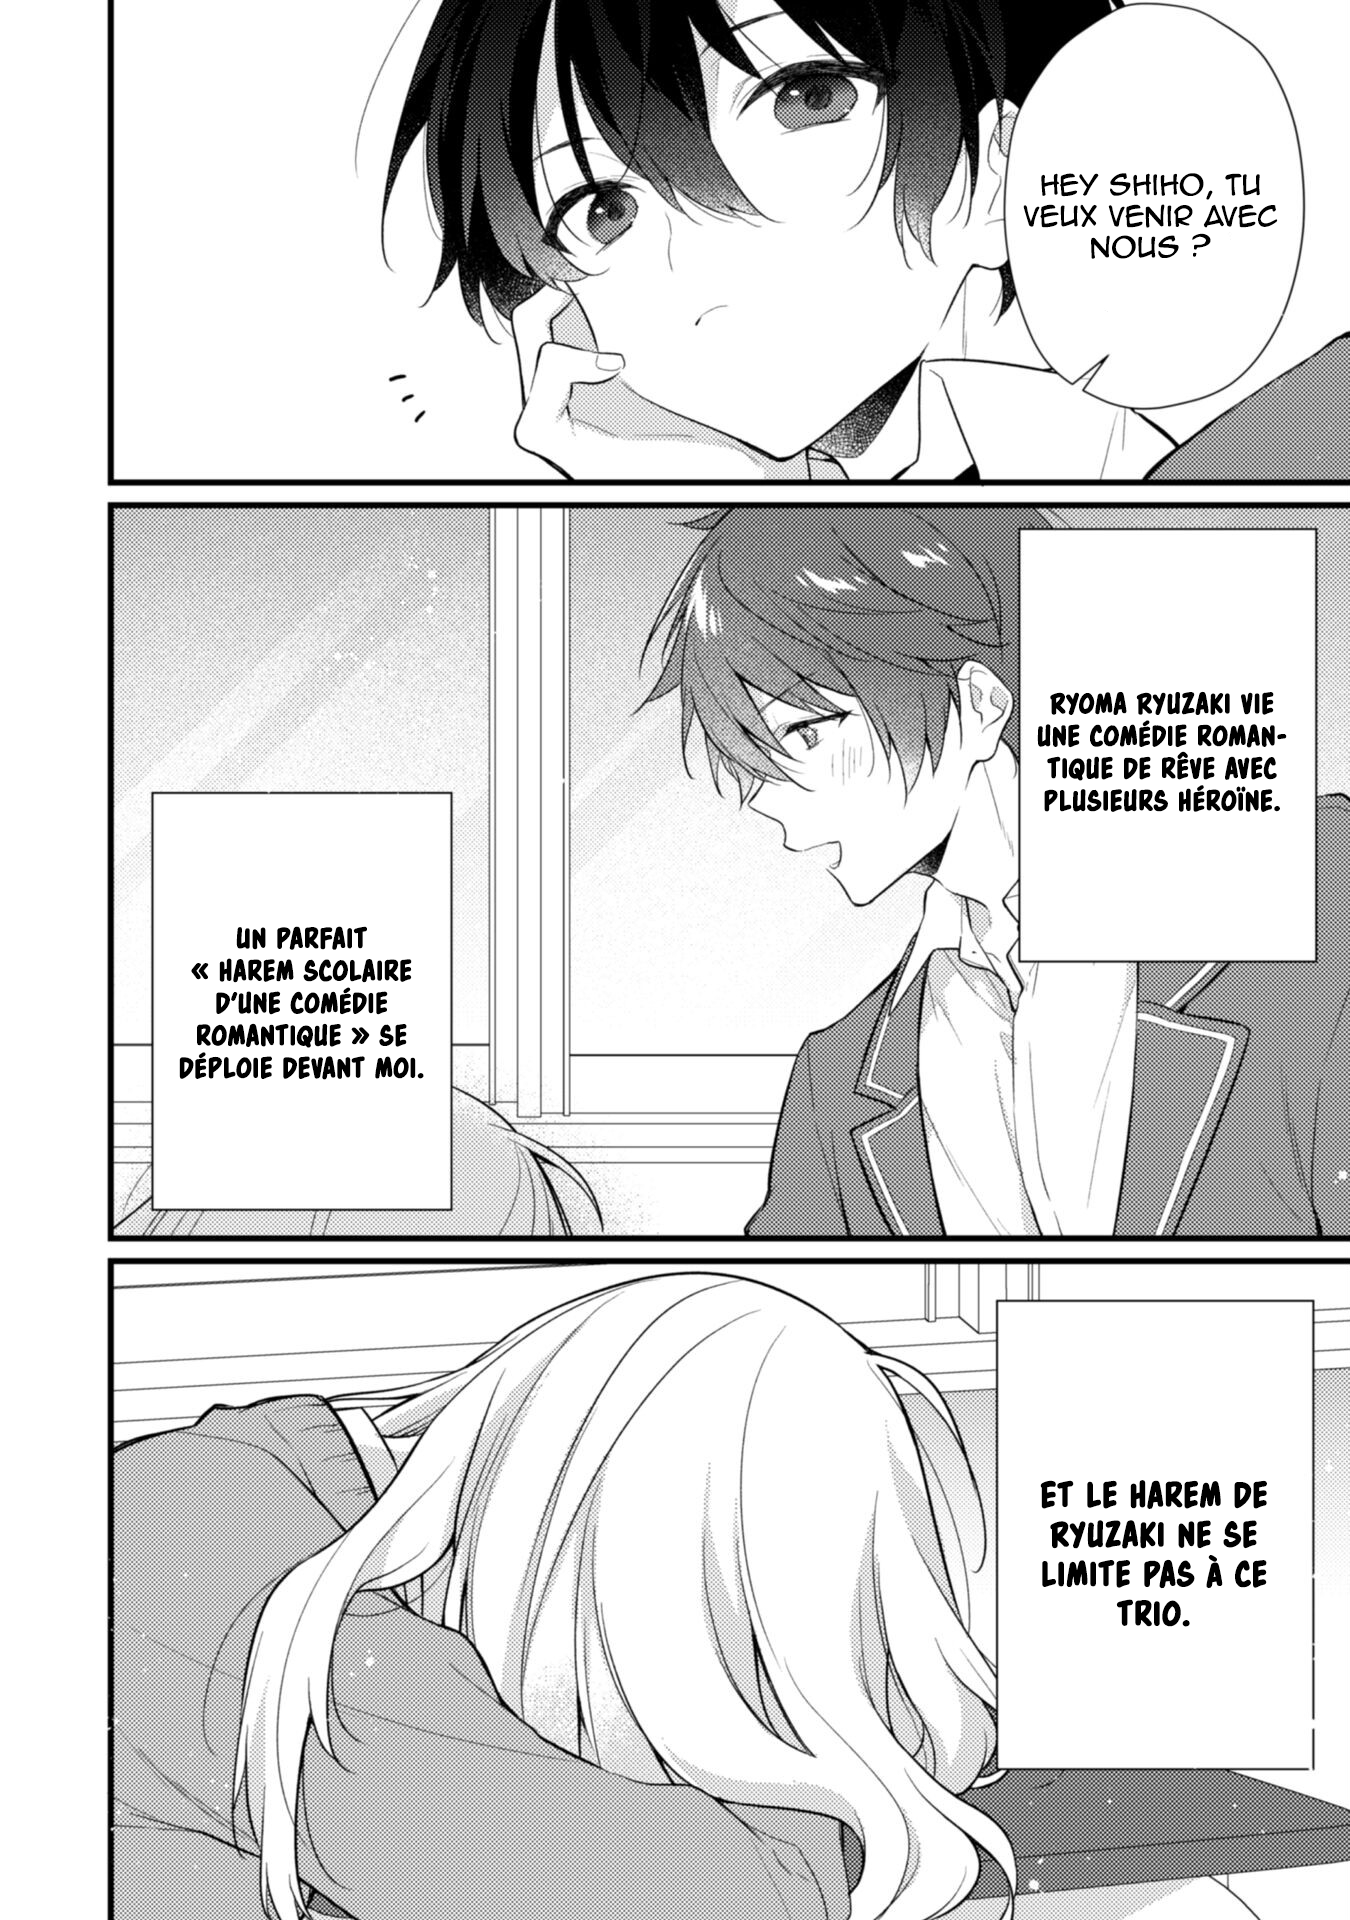 HEY SHIHO, TU
VEUX VENIR AVEC
NOUS ?
RYOMA RYUZAKI VIE
UNE COMÉDIE ROMAN-
TIQUE DE RÊVE AVEC
PLUSIEURS HÉROÏNE.
UN PARFAIT
« HAREM SCOLAIRE
D'UNE COMÉDIE
ROMANTIQUE » SE
DÉPLOIE DEVANT MOI.
ET LE HAREM DE
RYUZAKI NE SE
LIMITE PAS À CE
TRIO.